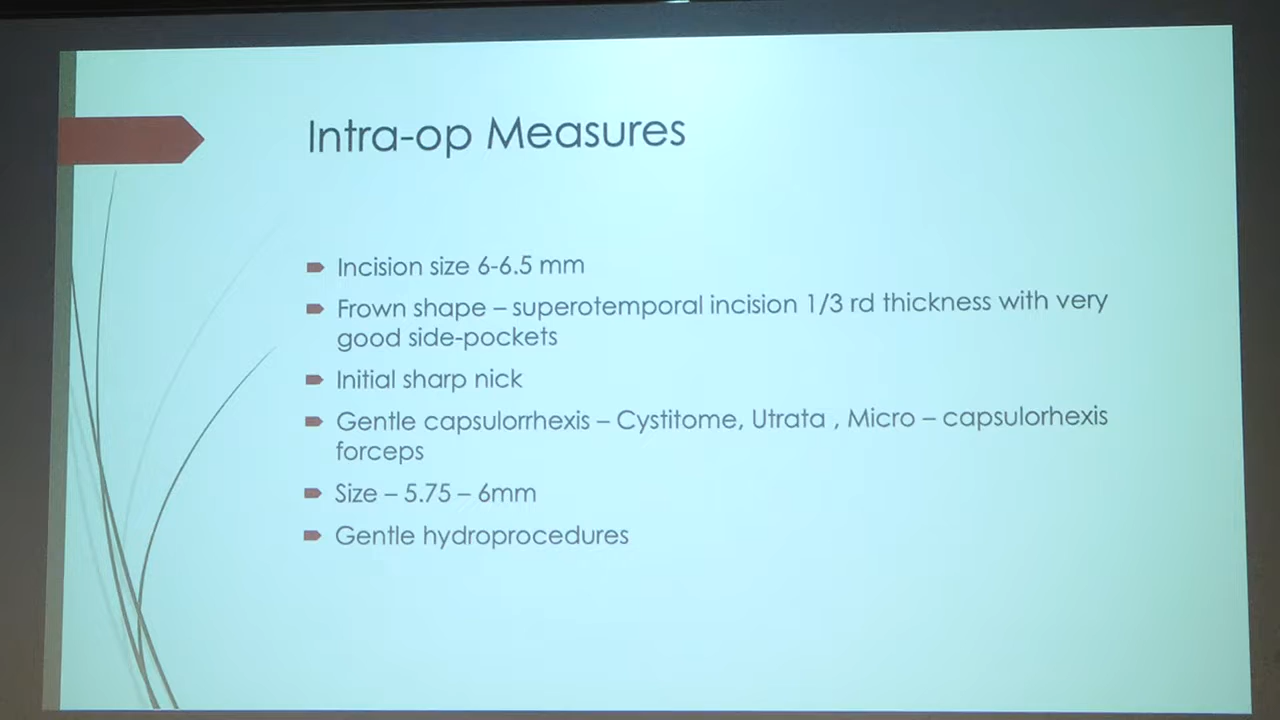 Intra-op Measures
Incision size 6-6.5 mm
Frown shape – superotemporal incision 1/3 rd thickness with very
good side-pockets
Initial sharp nick
Gentle capsulorrhexis – Cystitome, Utrata , Micro – capsulorhexis
forceps
Size – 5.75 – 6mm
Gentle hydroprocedures